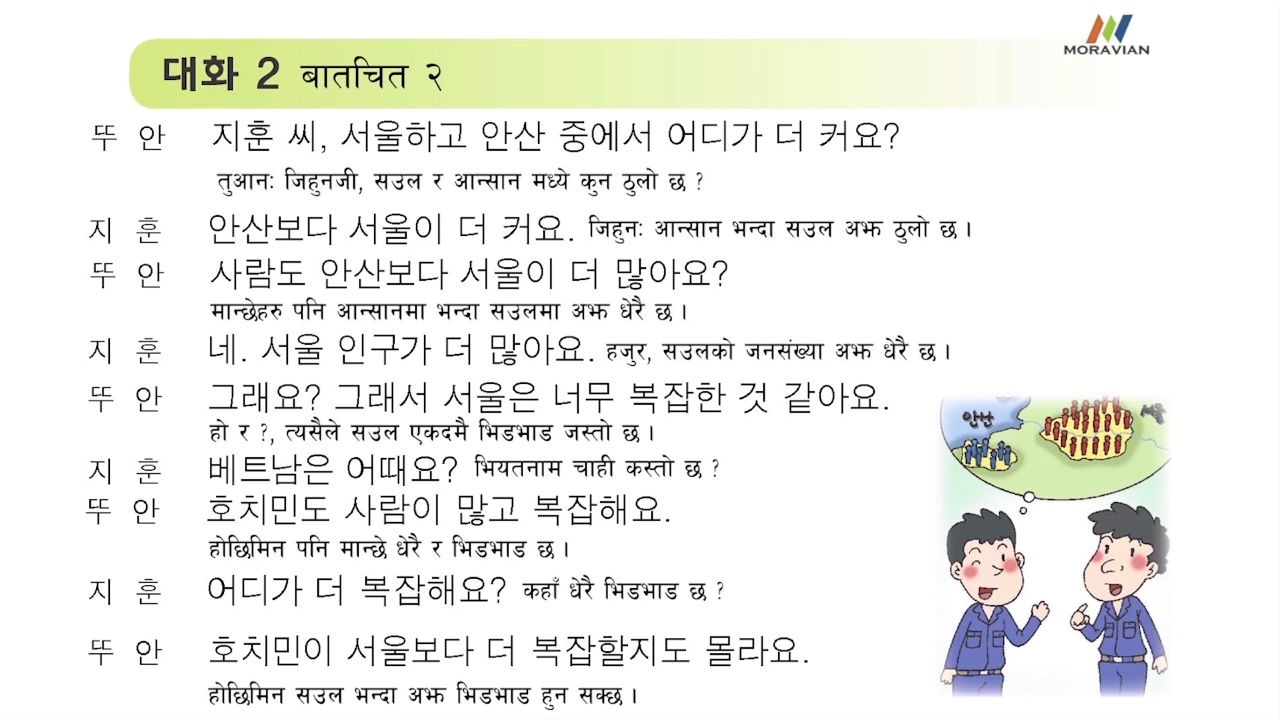 MORAVIAN
대화 2 बातचित २
뚜 안 지훈 씨, 서울하고 안산 중에서 어디가 더 커요?
तुआनः जिहुनजी, सउल र आन्सान मध्ये कुन ठुलो छ ?
지 훈 안산보다 서울이 더 커요. जिहुनः आन्सान भन्दा सउल अझ ठुलो छ ।
뚜 안 사람도 안산보다 서울이 더 많아요?
मान्छेहरु पनि आन्सानमा भन्दा सउलमा अझ धेरै छ ।
지 훈 네. 서울 인구가 더 많아요. हजुर, सउलको जनसंख्या अझ धेरै छ ।
뚜 안 그래요? 그래서 서울은 너무 복잡한 것 같아요.
हो र ?, त्यसैले सउल एकदमै भिडभाड जस्तो छ ।
지 훈 베트남은 어때요? भियतनाम चाही कस्तो छ ?
뚜 안 호치민도 사람이 많고 복잡해요.
होछिमिन पनि मान्छे धेरै र भिडभाड छ ।
지 훈 어디가 더 복잡해요? कहाँ धेरै भिडभाड छ ?
뚜 안 호치민이 서울보다 더 복잡할지도 몰라요.
होछिमिन सउल भन्दा अझ भिडभाड हुन सक्छ ।
안산